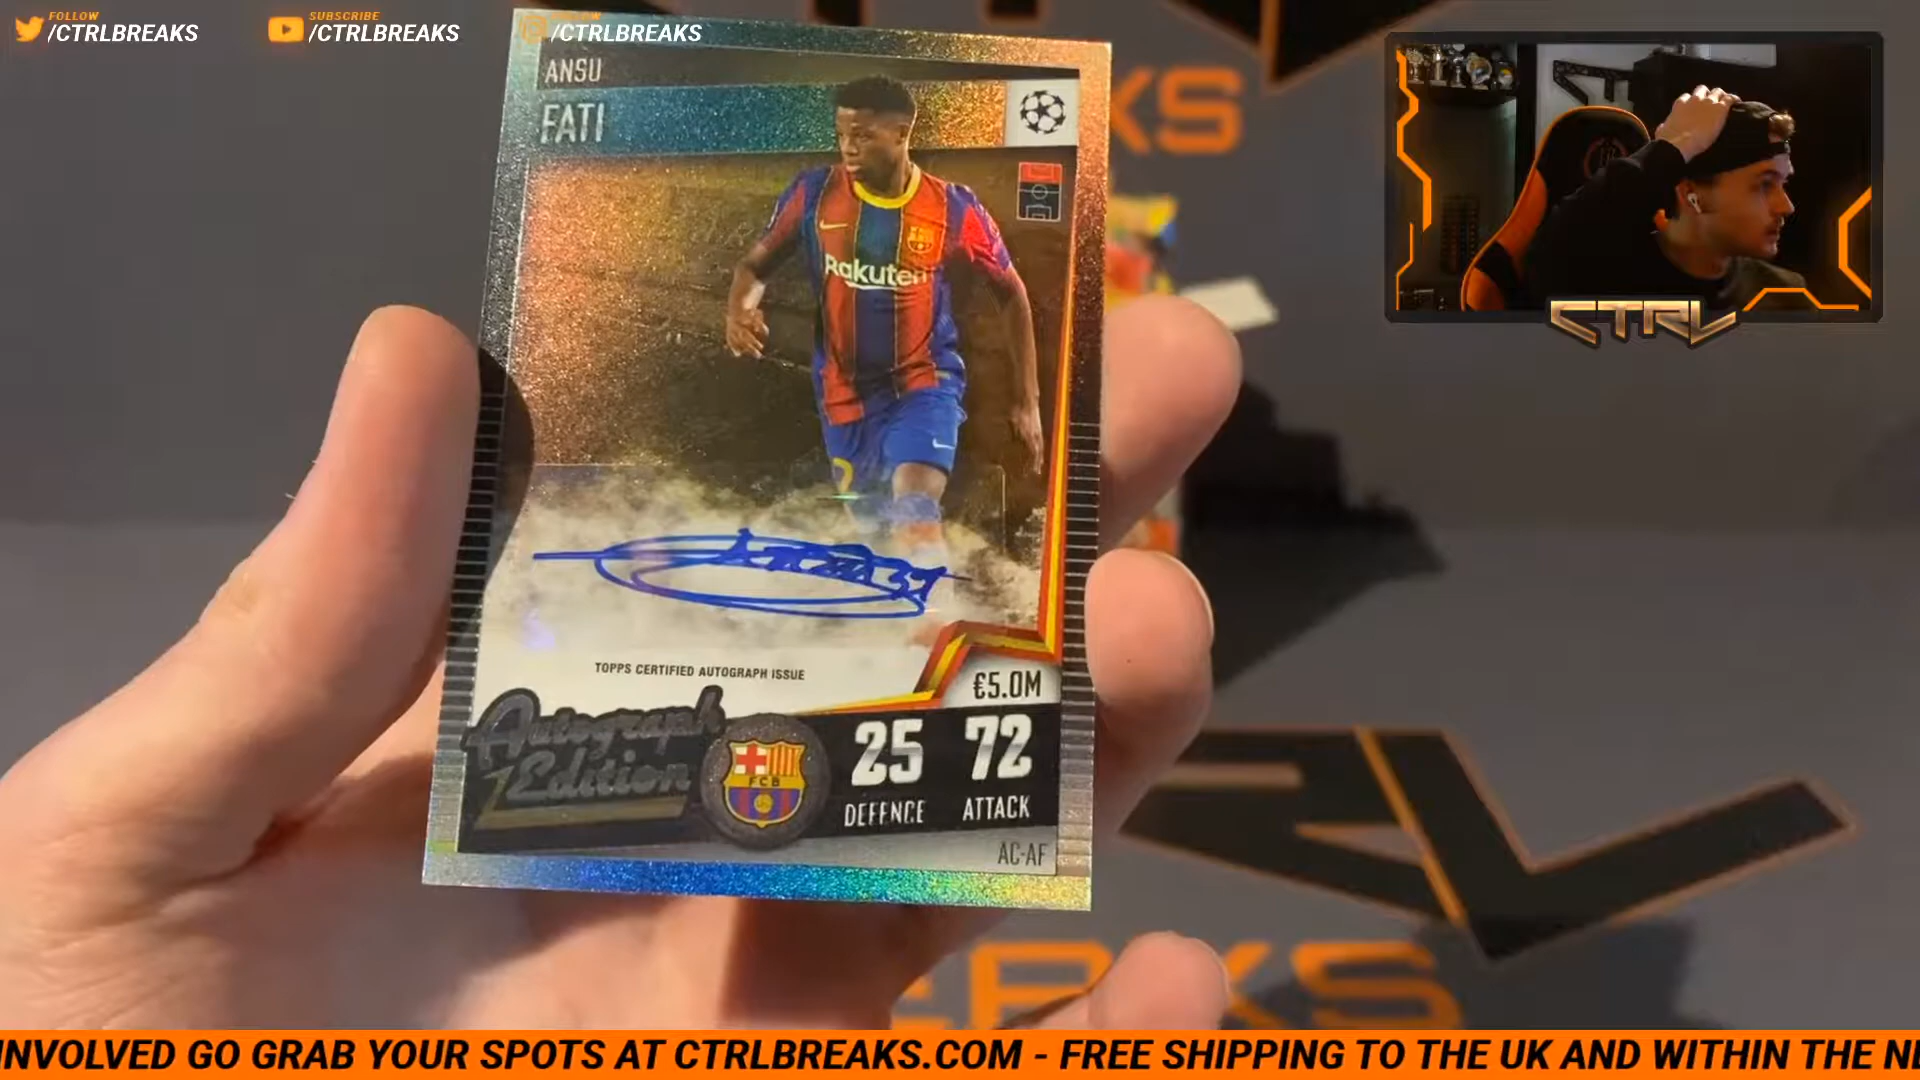 FOLLOW
/CTRLBREAKS
SUBSCRIBE
/CTRLBREAKS
FOLLOW
/CTRLBREAKS
ANSU
FATI
Rakuten
TOPPS CERTIFIED AUTOGRAPH ISSUE
€5.0M
Autograph
Edition
FCB
25
72
DEFENCE
ATTACK
AC-AF
CTRL
INVOLVED GO GRAB YOUR SPOTS AT CTRLBREAKS.COM - FREE SHIPPING TO THE UK AND WITHIN THE